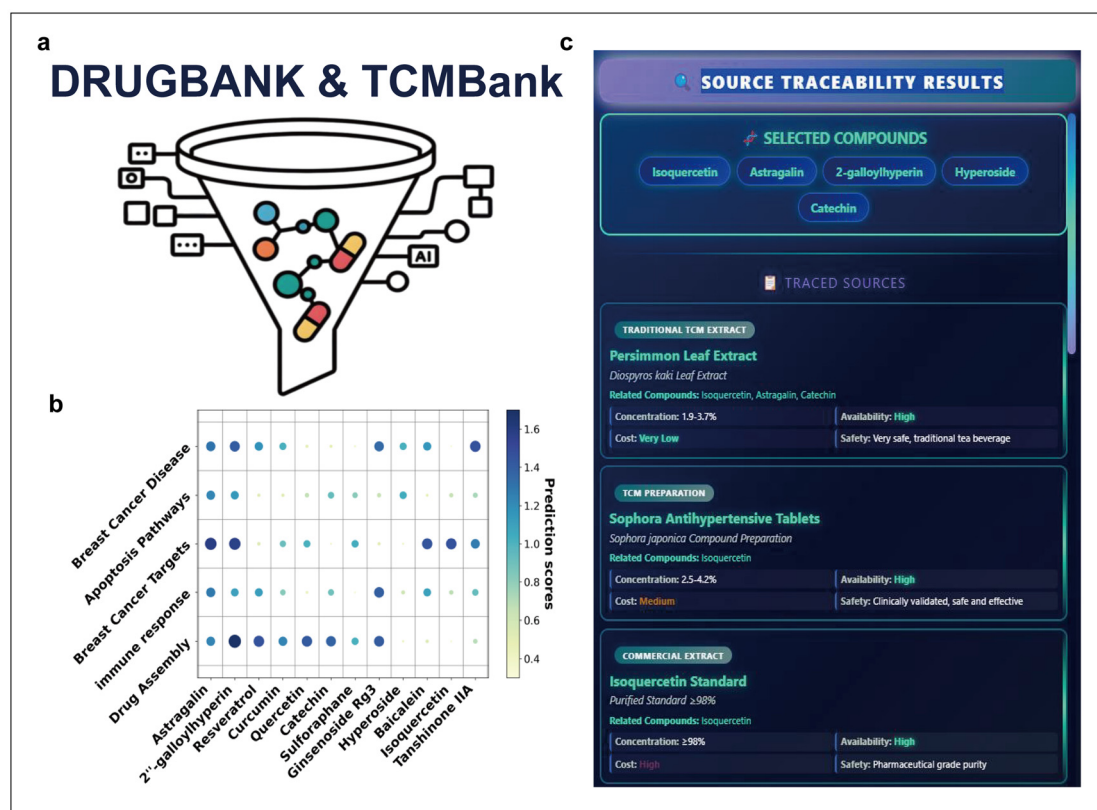 a
DRUGBANK & TCMBank
AI
b
Breast Cancer Disease
Apoptosis Pathways
Breast Cancer Targets
immune response
Drug Assembly
Astragalin
2''-galloylhyperin
Resveratrol
Curcumin
Quercetin
Catechin
Sulforaphane
Ginsenoside Rg3
Hyperoside
Baicalein
Isoquercetin
Tanshinone IIA
1.6
1.4
1.2
1.0
0.8
0.6
0.4
Prediction scores
c
SOURCE TRACEABILITY RESULTS
SELECTED COMPOUNDS
Isoquercetin Astragalin 2-galloylhyperin Hyperoside
Catechin
TRACED SOURCES
TRADITIONAL TCM EXTRACT
Persimmon Leaf Extract
Diospyros kaki Leaf Extract
Related Compounds: Isoquercetin, Astragalin, Catechin
Concentration: 1.9-3.7% Availability: High
Cost: Very Low Safety: Very safe, traditional tea beverage
TCM PREPARATION
Sophora Antihypertensive Tablets
Sophora japonica Compound Preparation
Related Compounds: Isoquercetin
Concentration: 2.5-4.2% Availability: High
Cost: Medium Safety: Clinically validated, safe and effective
COMMERCIAL EXTRACT
Isoquercetin Standard
Purified Standard ≥98%
Related Compounds: Isoquercetin
Concentration: ≥98% Availability: High
Cost: High Safety: Pharmaceutical grade purity